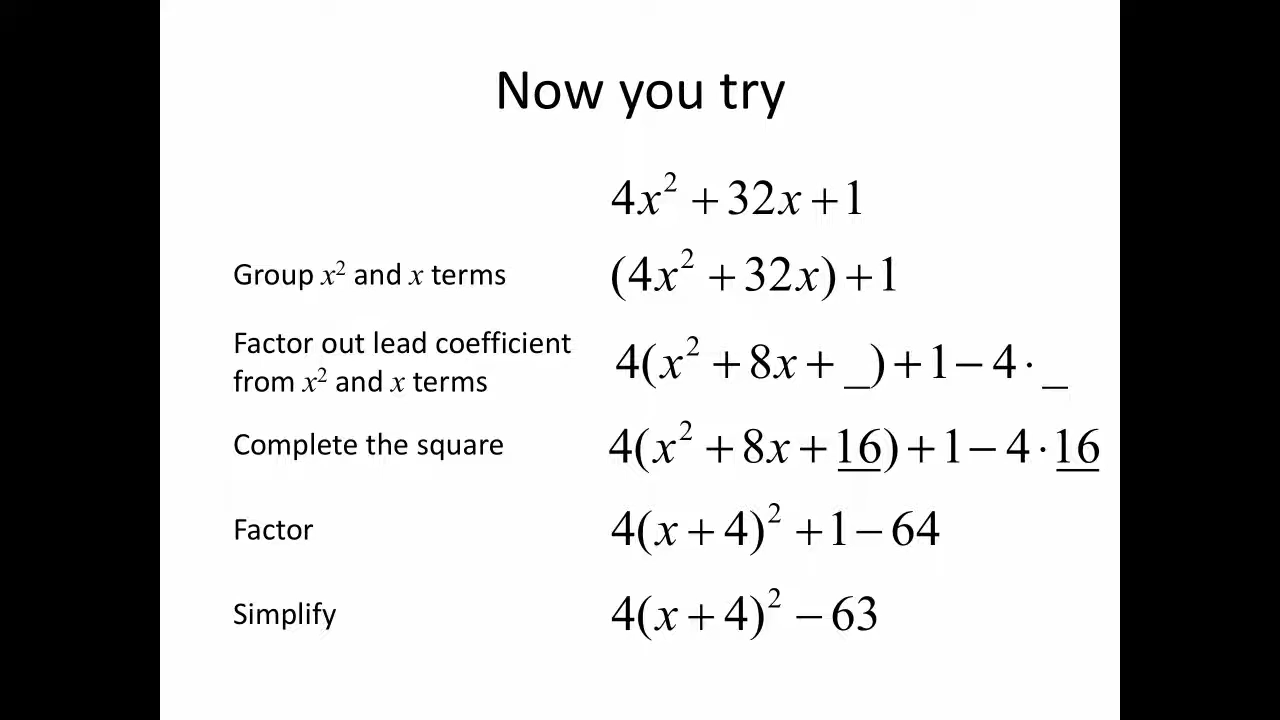 Now you try
4x² + 32x + 1
Group x² and x terms (4x² + 32x) + 1
Factor out lead coefficient
from x² and x terms 4(x² + 8x + _) + 1 − 4 · _
Complete the square 4(x² + 8x + 16) + 1 − 4 · 16
Factor 4(x + 4)² + 1 − 64
Simplify 4(x + 4)² − 63